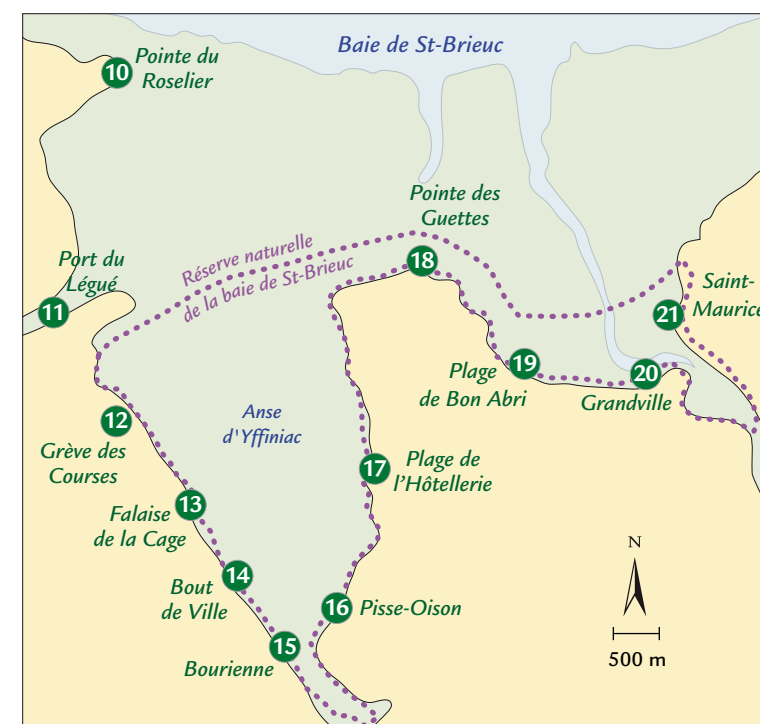 Baie de St-Brieuc
10
Pointe du
Roselier
Pointe des
Guettes
18
Réserve naturelle
de la baie de St-Brieuc
Port du
Légué
11
Saint-
Maurice
21
Plage
de Bon Abri
19
20
Grandville
Anse
d'Yffiniac
12
Grève des
Courses
17
Plage de
l'Hôtellerie
13
Falaise
de la Cage
14
Bout
de Ville
16
Pisse-Oison
15
Bourienne
N
500 m